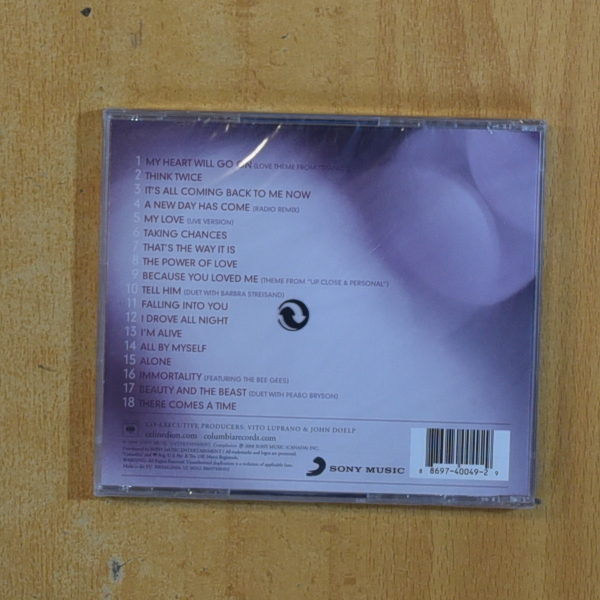 1 MY HEART WILL GO ON (LOVE THEME FROM TITANIC)
2 THINK TWICE
3 IT'S ALL COMING BACK TO ME NOW
4 A NEW DAY HAS COME (RADIO REMIX)
5 MY LOVE (LIVE VERSION)
6 TAKING CHANCES
7 THAT'S THE WAY IT IS
8 THE POWER OF LOVE
9 BECAUSE YOU LOVED ME (THEME FROM "UP CLOSE & PERSONAL")
10 TELL HIM (DUET WITH BARBRA STREISAND)
11 FALLING INTO YOU
12 I DROVE ALL NIGHT
13 I'M ALIVE
14 ALL BY MYSELF
15 ALONE
16 IMMORTALITY (FEATURING THE BEE GEES)
17 BEAUTY AND THE BEAST (DUET WITH PEABO BRYSON)
18 THERE COMES A TIME
EXECUTIVE PRODUCERS: VITO LUPRANO & JOHN DOELP
celinedion.com columbiarecords.com
SONY MUSIC
8 8697-40049-2 9